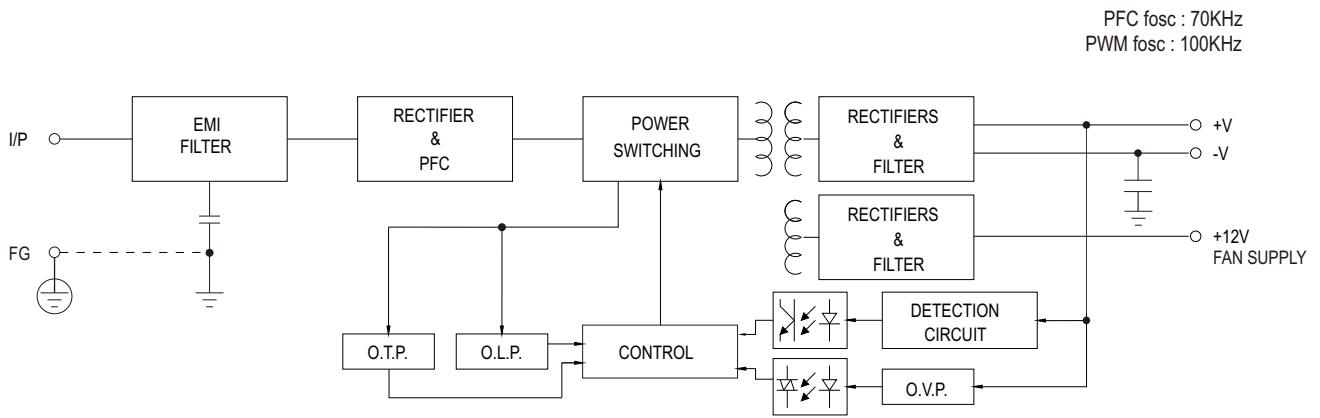 PFC fosc : 70KHz
PWM fosc : 100KHz
I/P
EMI
FILTER
RECTIFIER
&
PFC
POWER
SWITCHING
RECTIFIERS
&
FILTER
+V
-V
RECTIFIERS
&
FILTER
+12V
FAN SUPPLY
FG
DETECTION
CIRCUIT
O.T.P.
O.L.P.
CONTROL
O.V.P.